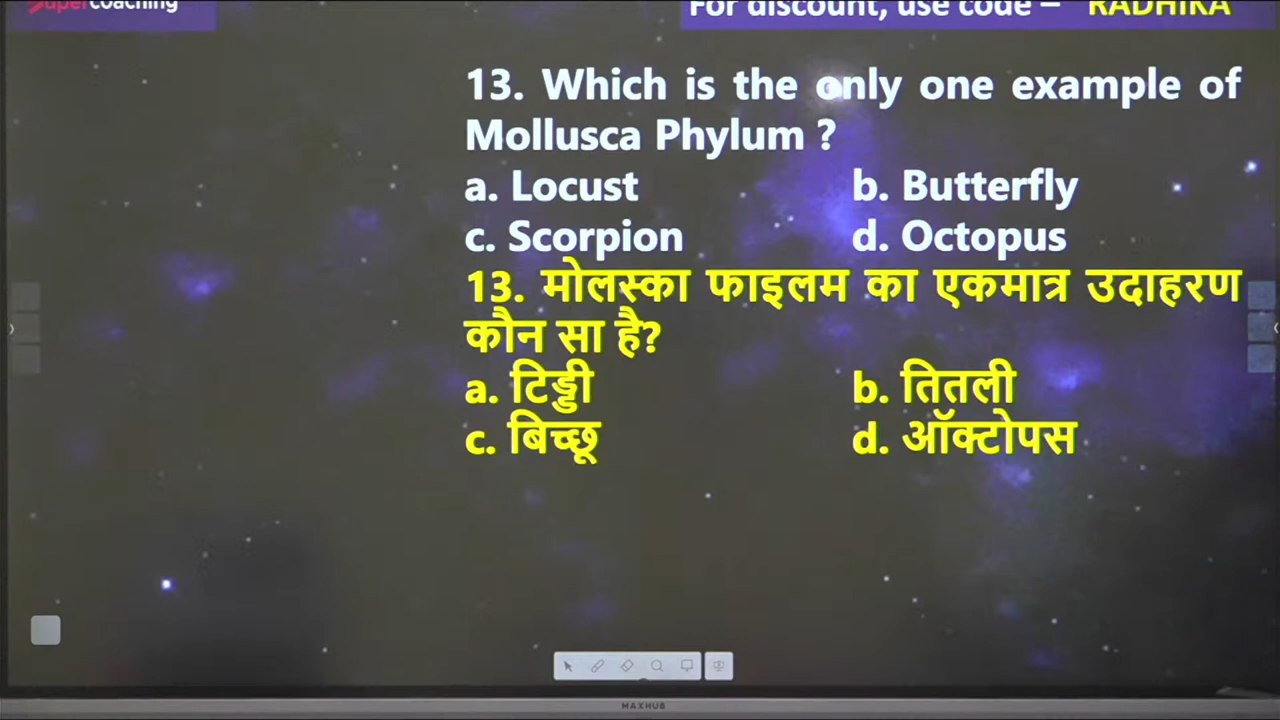 Supercoaching
For discount, use code – RADHIKA
13. Which is the only one example of
Mollusca Phylum ?
a. Locust b. Butterfly
c. Scorpion d. Octopus
13. मोलस्का फाइलम का एकमात्र उदाहरण
कौन सा है?
a. टिड्डी b. तितली
c. बिच्छू d. ऑक्टोपस
MAXHUB